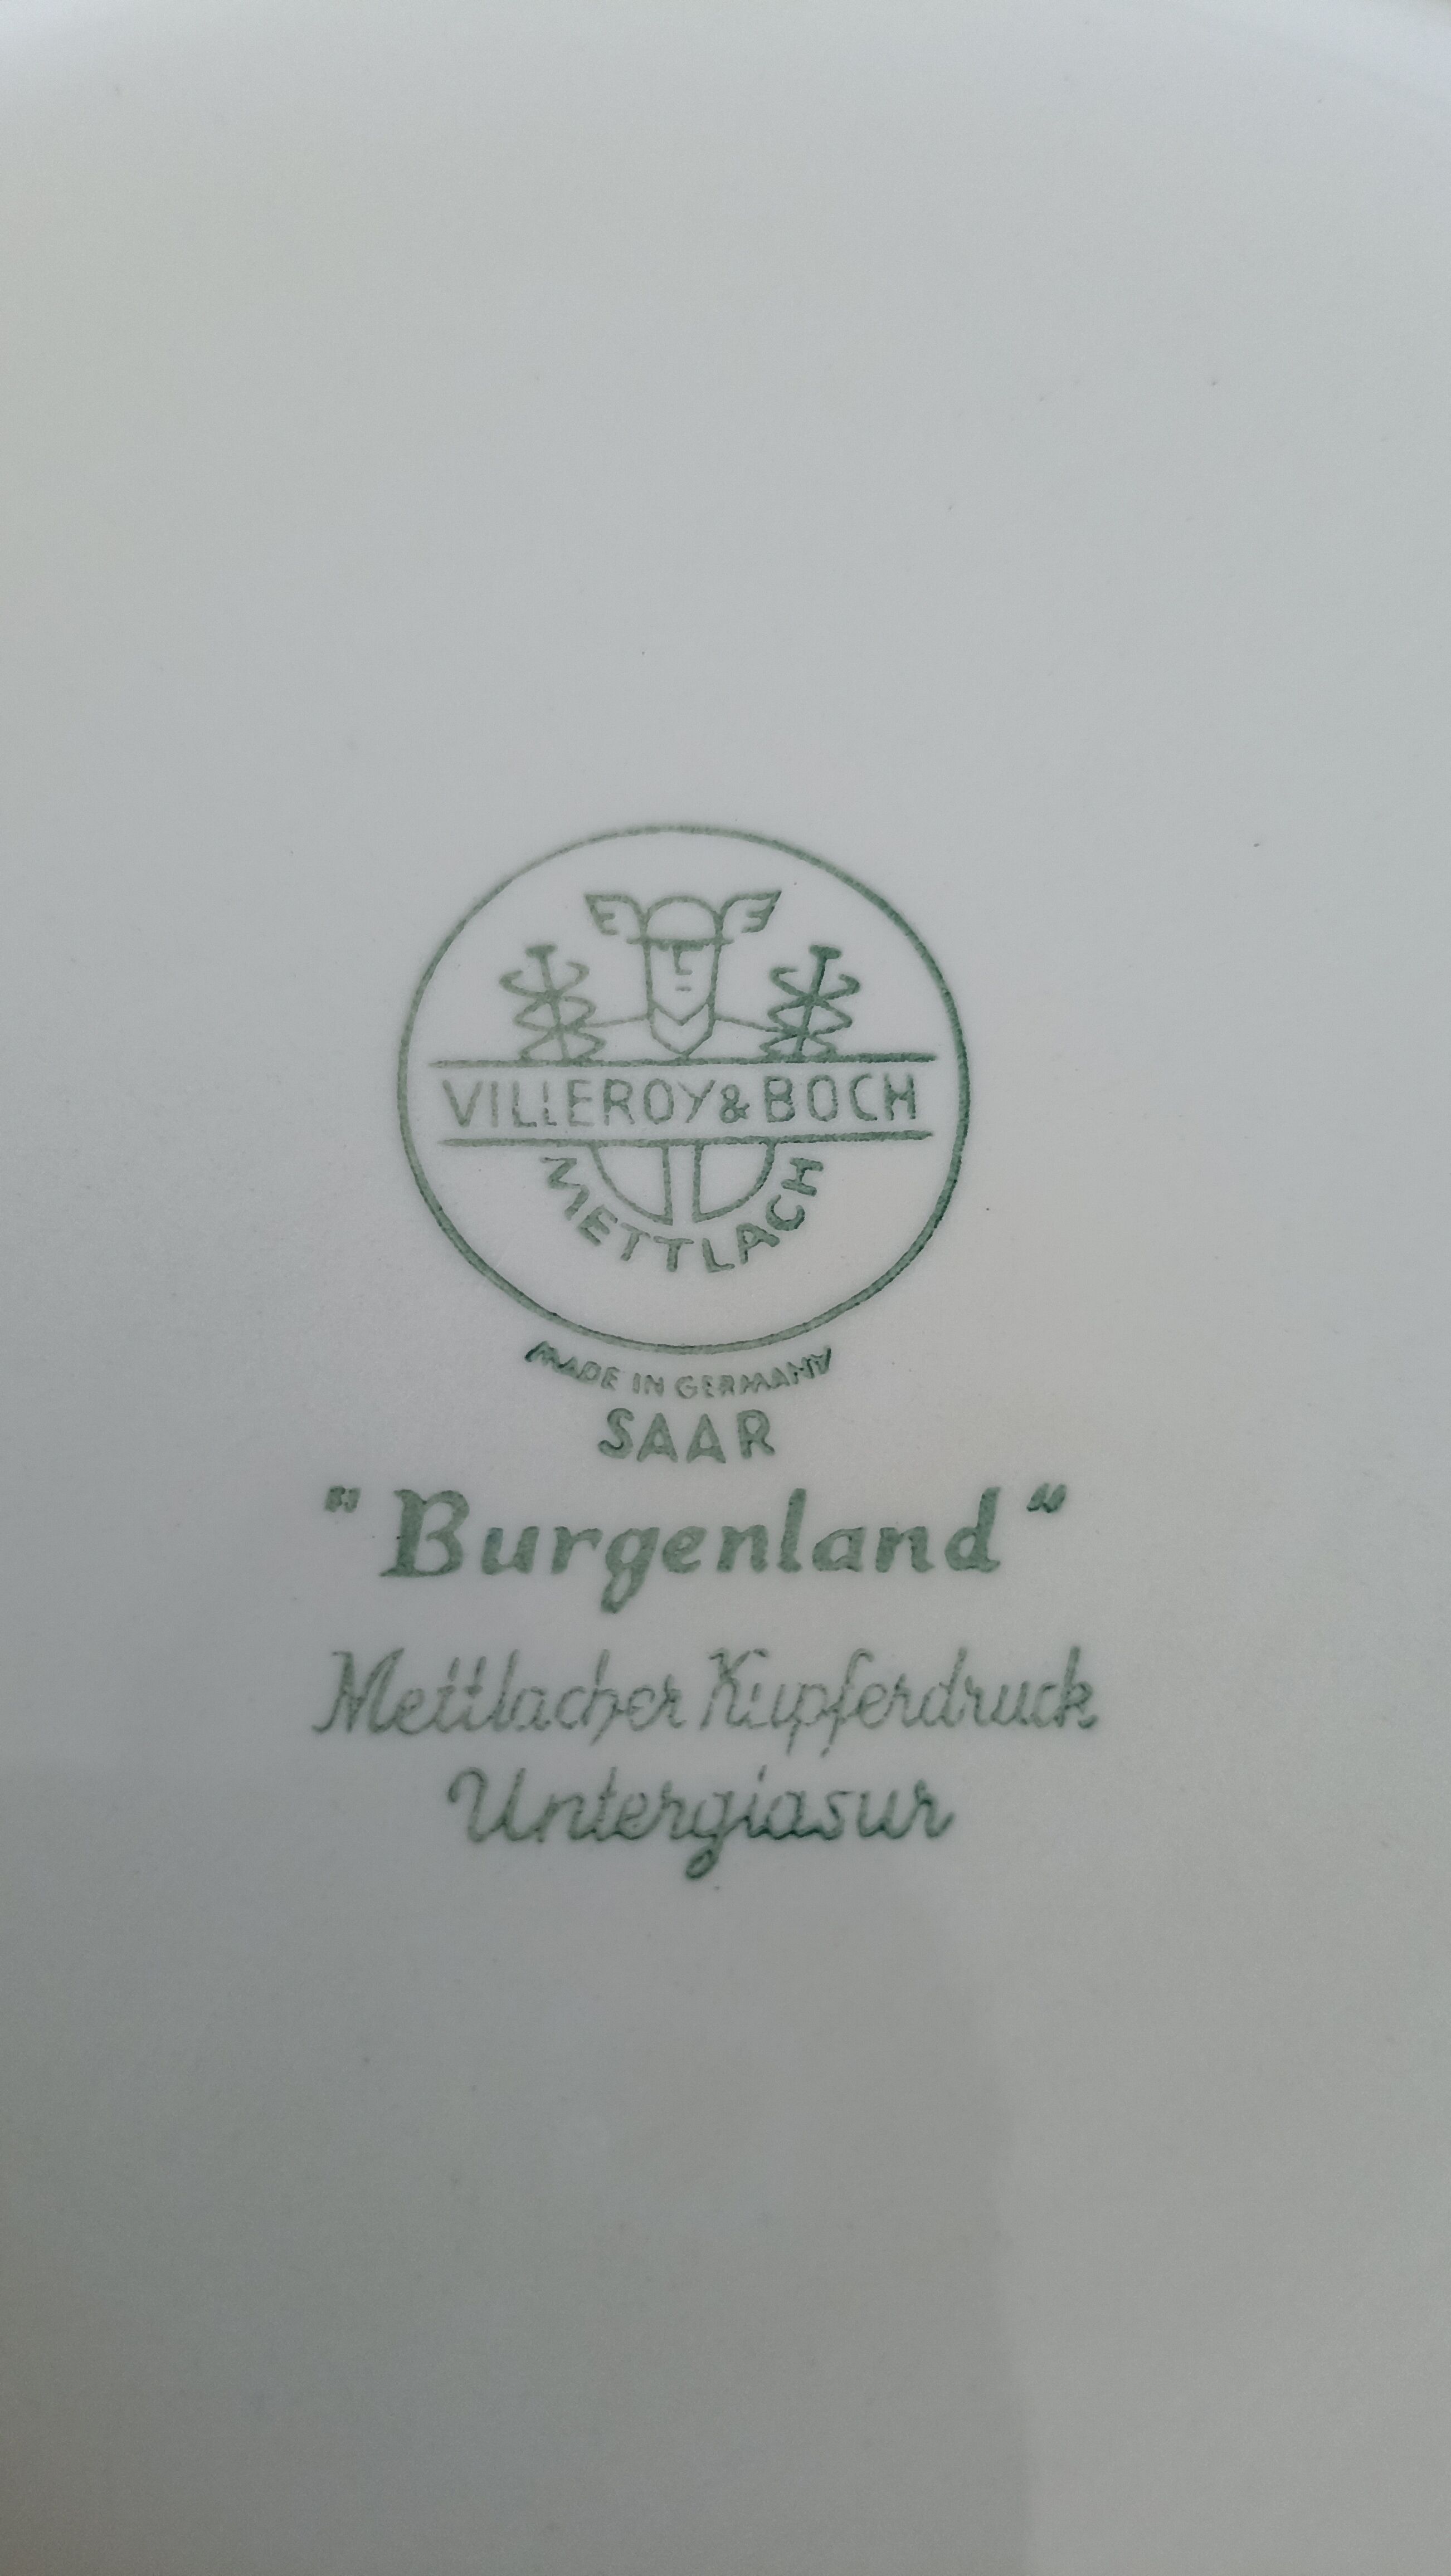 VILLEROY & BOCH
METTLACH
MADE IN GERMANY
SAAR
"Burgenland"
Mettlacher Kupferdruck
Unterglasur